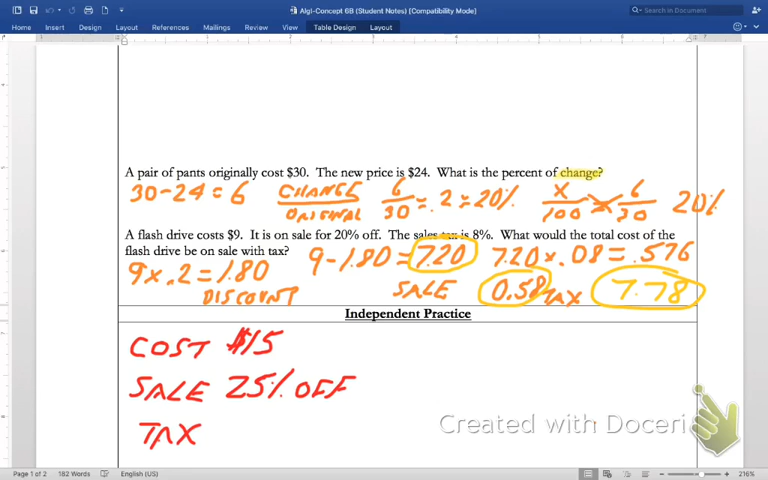 Algi-Concept 6B (Student Notes) [Compatibility Mode]
Search in Document
Home Insert Design Layout References Mailings Review View Table Design Layout
A pair of pants originally cost $30. The new price is $24. What is the percent of change?
30-24=6 CHANGE/ORIGINAL 6/30=.2=20% x/100 6/30 20%
A flash drive costs $9. It is on sale for 20% off. The sales tax is 8%. What would the total cost of the
flash drive be on sale with tax?
9-1.80=7.20 7.20x.08=.576
9x.2=1.80
DISCOUNT SALE 0.58 TAX 7.78
Independent Practice
COST $15
SALE 25% OFF
TAX
Created with Doceri
Page 1 of 2 182 Words English (US) 216%